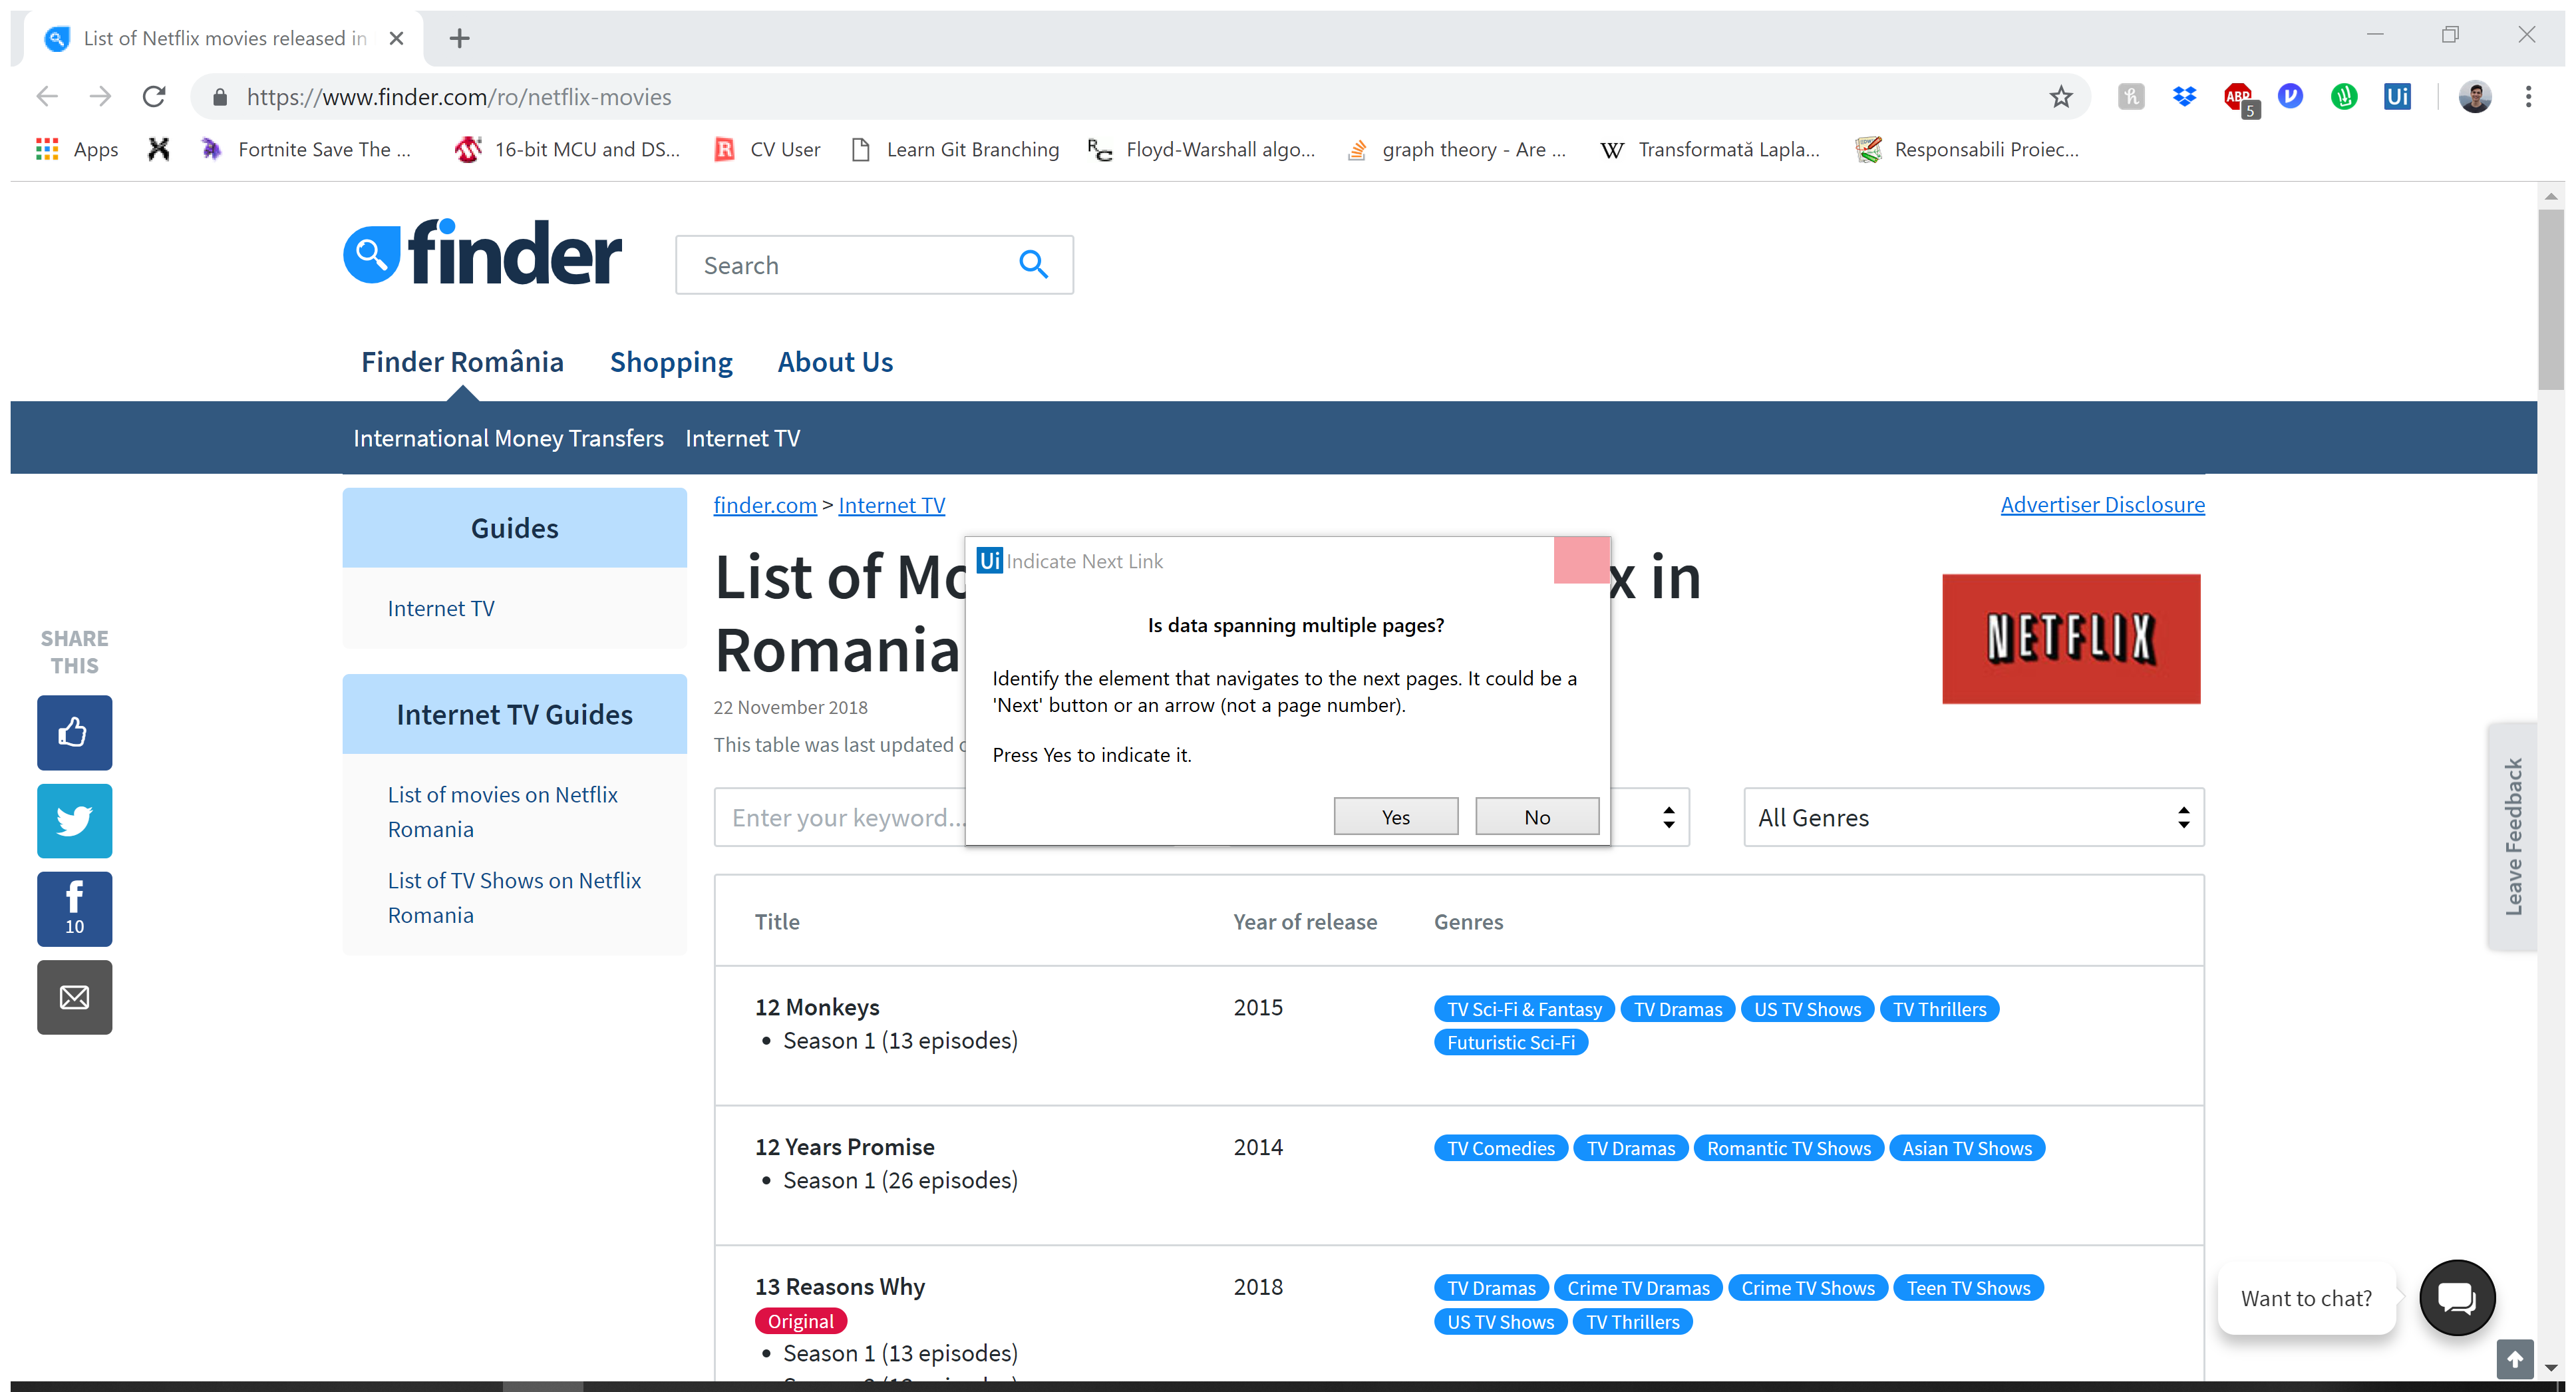 List of Netflix movies released in
https://www.finder.com/ro/netflix-movies
ABP
5
Ui
Apps
Fortnite Save The ...
16-bit MCU and DS...
CV User
Learn Git Branching
Floyd-Warshall algo...
graph theory - Are ...
W Transformată Lapla...
Responsabili Proiec...
finder
Search
Finder România
Shopping
About Us
International Money Transfers
Internet TV
SHARE
THIS
10
Guides
Internet TV
Internet TV Guides
List of movies on Netflix
Romania
List of TV Shows on Netflix
Romania
finder.com > Internet TV
Advertiser Disclosure
List of Mo
x in
Romania
NETFLIX
22 November 2018
This table was last updated
Ui Indicate Next Link
Is data spanning multiple pages?
Identify the element that navigates to the next pages. It could be a
'Next' button or an arrow (not a page number).
Press Yes to indicate it.
Yes
No
Enter your keyword...
All Genres
Leave Feedback
Title
Year of release
Genres
12 Monkeys
2015
TV Sci-Fi & Fantasy
TV Dramas
US TV Shows
TV Thrillers
• Season 1 (13 episodes)
Futuristic Sci-Fi
12 Years Promise
2014
TV Comedies
TV Dramas
Romantic TV Shows
Asian TV Shows
• Season 1 (26 episodes)
13 Reasons Why
2018
TV Dramas
Crime TV Dramas
Crime TV Shows
Teen TV Shows
Original
US TV Shows
TV Thrillers
• Season 1 (13 episodes)
Want to chat?